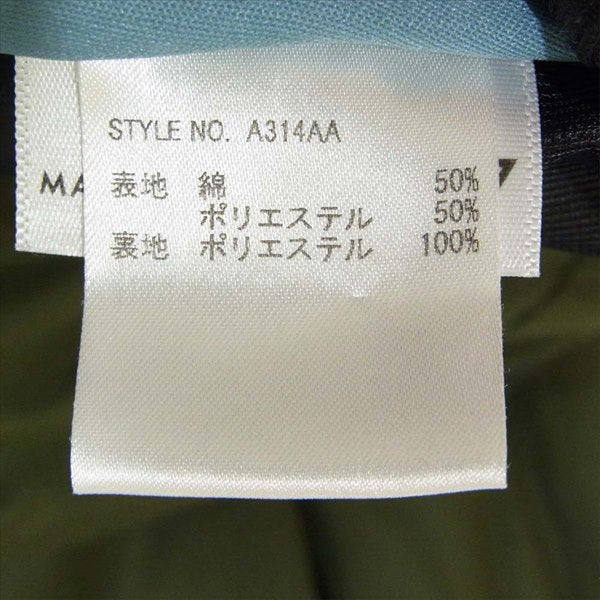 STYLE NO. A314AA
MA
表地 綿 50%
ポリエステル 50%
裏地 ポリエステル 100%